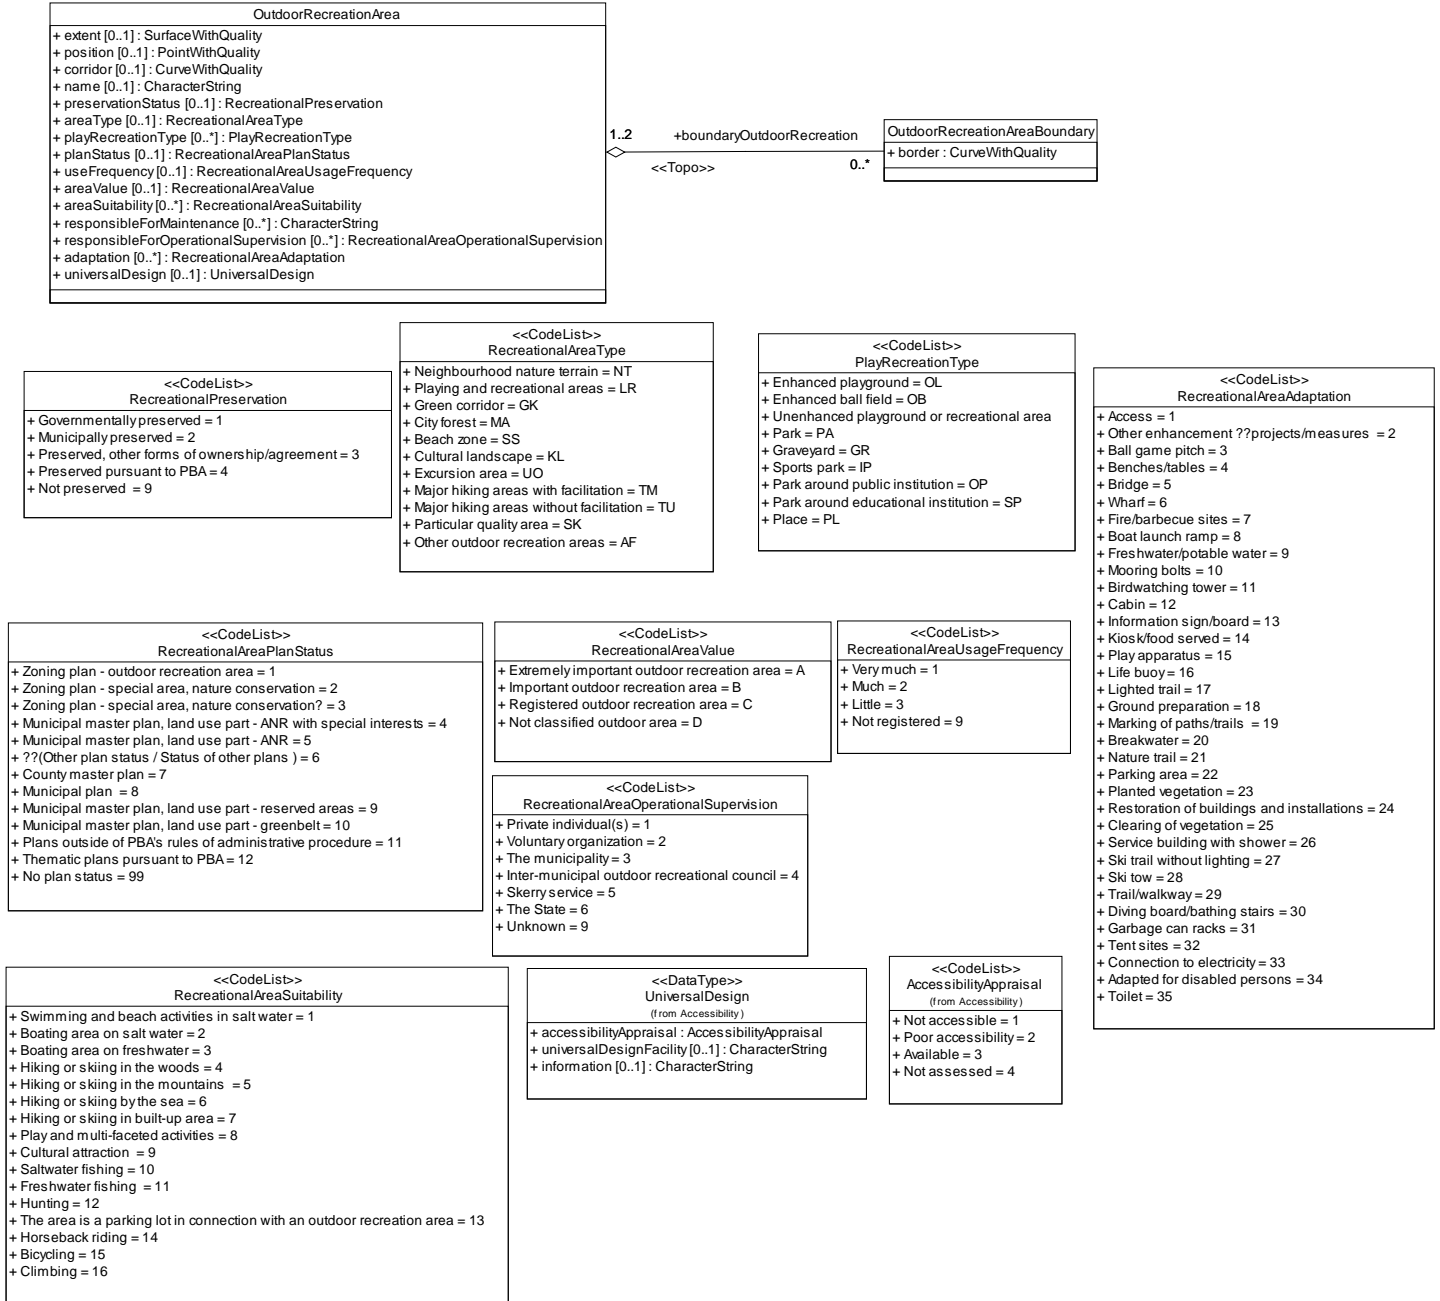 OutdoorRecreationArea
+ extent [0..1] : SurfaceWithQuality
+ position [0..1] : PointWithQuality
+ corridor [0..1] : CurveWithQuality
+ name [0..1] : CharacterString
+ preservationStatus [0..1] : RecreationalPreservation
+ areaType [0..1] : RecreationalAreaType
+ playRecreationType [0..*] : PlayRecreationType
+ planStatus [0..1] : RecreationalAreaPlanStatus
+ useFrequency [0..1] : RecreationalAreaUsageFrequency
+ areaValue [0..1] : RecreationalAreaValue
+ areaSuitability [0..*] : RecreationalAreaSuitability
+ responsibleForMaintenance [0..*] : CharacterString
+ responsibleForOperationalSupervision [0..*] : RecreationalAreaOperationalSupervision
+ adaptation [0..*] : RecreationalAreaAdaptation
+ universalDesign [0..1] : UniversalDesign
1..2
+boundaryOutdoorRecreation
<<Topo>>
0..*
OutdoorRecreationAreaBoundary
+ border : CurveWithQuality
<<CodeList>>
RecreationalPreservation
+ Governmentally preserved = 1
+ Municipally preserved = 2
+ Preserved, other forms of ownership/agreement = 3
+ Preserved pursuant to PBA = 4
+ Not preserved = 9
<<CodeList>>
RecreationalAreaType
+ Neighbourhood nature terrain = NT
+ Playing and recreational areas = LR
+ Green corridor = GK
+ City forest = MA
+ Beach zone = SS
+ Cultural landscape = KL
+ Excursion area = UO
+ Major hiking areas with facilitation = TM
+ Major hiking areas without facilitation = TU
+ Particular quality area = SK
+ Other outdoor recreation areas = AF
<<CodeList>>
PlayRecreationType
+ Enhanced playground = OL
+ Enhanced ball field = OB
+ Unenhanced playground or recreational area
+ Park = PA
+ Graveyard = GR
+ Sports park = IP
+ Park around public institution = OP
+ Park around educational institution = SP
+ Place = PL
<<CodeList>>
RecreationalAreaAdaptation
+ Access = 1
+ Other enhancement ??projects/measures = 2
+ Ball game pitch = 3
+ Benches/tables = 4
+ Bridge = 5
+ Wharf = 6
+ Fire/barbecue sites = 7
+ Boat launch ramp = 8
+ Freshwater/potable water = 9
+ Mooring bolts = 10
+ Birdwatching tower = 11
+ Cabin = 12
+ Information sign/board = 13
+ Kiosk/food served = 14
+ Play apparatus = 15
+ Life buoy = 16
+ Lighted trail = 17
+ Ground preparation = 18
+ Marking of paths/trails = 19
+ Breakwater = 20
+ Nature trail = 21
+ Parking area = 22
+ Planted vegetation = 23
+ Restoration of buildings and installations = 24
+ Clearing of vegetation = 25
+ Service building with shower = 26
+ Ski trail without lighting = 27
+ Ski tow = 28
+ Trail/walkway = 29
+ Diving board/bathing stairs = 30
+ Garbage can racks = 31
+ Tent sites = 32
+ Connection to electricity = 33
+ Adapted for disabled persons = 34
+ Toilet = 35
<<CodeList>>
RecreationalAreaPlanStatus
+ Zoning plan - outdoor recreation area = 1
+ Zoning plan - special area, nature conservation = 2
+ Zoning plan - special area, nature conservation? = 3
+ Municipal master plan, land use part - ANR with special interests = 4
+ Municipal master plan, land use part - ANR = 5
+ ??(Other plan status / Status of other plans ) = 6
+ County master plan = 7
+ Municipal plan = 8
+ Municipal master plan, land use part - reserved areas = 9
+ Municipal master plan, land use part - greenbelt = 10
+ Plans outside of PBA's rules of administrative procedure = 11
+ Thematic plans pursuant to PBA = 12
+ No plan status = 99
<<CodeList>>
RecreationalAreaValue
+ Extremely important outdoor recreation area = A
+ Important outdoor recreation area = B
+ Registered outdoor recreation area = C
+ Not classified outdoor area = D
<<CodeList>>
RecreationalAreaUsageFrequency
+ Very much = 1
+ Much = 2
+ Little = 3
+ Not registered = 9
<<CodeList>>
RecreationalAreaOperationalSupervision
+ Private individual(s) = 1
+ Voluntary organization = 2
+ The municipality = 3
+ Inter-municipal outdoor recreational council = 4
+ Skerry service = 5
+ The State = 6
+ Unknown = 9
<<CodeList>>
RecreationalAreaSuitability
+ Swimming and beach activities in salt water = 1
+ Boating area on salt water = 2
+ Boating area on freshwater = 3
+ Hiking or skiing in the woods = 4
+ Hiking or skiing in the mountains = 5
+ Hiking or skiing by the sea = 6
+ Hiking or skiing in built-up area = 7
+ Play and multi-faceted activities = 8
+ Cultural attraction = 9
+ Saltwater fishing = 10
+ Freshwater fishing = 11
+ Hunting = 12
+ The area is a parking lot in connection with an outdoor recreation area = 13
+ Horseback riding = 14
+ Bicycling = 15
+ Climbing = 16
<<DataType>>
UniversalDesign
(from Accessibility)
+ accessibilityAppraisal : AccessibilityAppraisal
+ universalDesignFacility [0..1] : CharacterString
+ information [0..1] : CharacterString
<<CodeList>>
AccessibilityAppraisal
(from Accessibility)
+ Not accessible = 1
+ Poor accessibility = 2
+ Available = 3
+ Not assessed = 4